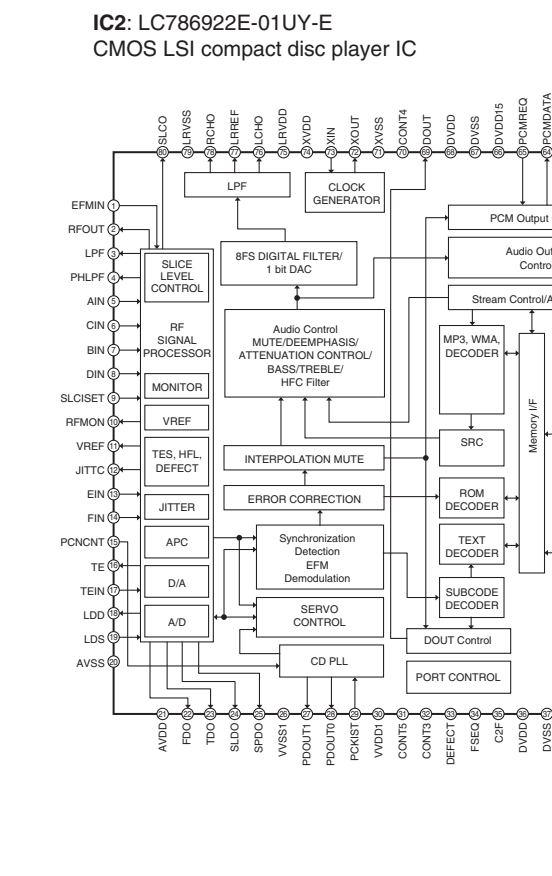 IC2: LC786922E-01UY-E
CMOS LSI compact disc player IC
SLCO
LRVSS
RCHO
LRREF
LCHO
LRVDD
XVDD
XIN
XOUT
XVSS
CONT4
DOUT
DVDD
DVSS
DVDD15
PCMREQ
PCMDATA
80
79
78
77
76
75
74
73
72
71
70
69
68
67
66
65
LPF
CLOCK
GENERATOR
EFMIN 1
RFOUT 2
LPF 3
PHLPF 4
AIN 5
CIN 6
BIN 7
DIN 8
SLCISET 9
RFMON 10
VREF 11
JITTC 12
EIN 13
FIN 14
PCNCNT 15
TE 16
TEIN 17
LDD 18
LDS 19
AVSS 20
SLICE
LEVEL
CONTROL
RF
SIGNAL
PROCESSOR
MONITOR
VREF
TES, HFL,
DEFECT
JITTER
APC
D/A
A/D
8FS DIGITAL FILTER/
1 bit DAC
Audio Control
MUTE/DEEMPHASIS/
ATTENUATION CONTROL/
BASS/TREBLE/
HFC Filter
INTERPOLATION MUTE
ERROR CORRECTION
Synchronization
Detection
EFM
Demodulation
SERVO
CONTROL
CD PLL
PCM Output
Audio Out
Contro
Stream Control/A
MP3, WMA,
DECODER
SRC
Memory I/F
ROM
DECODER
TEXT
DECODER
SUBCODE
DECODER
DOUT Control
PORT CONTROL
21
22
23
24
25
26
27
28
29
30
31
32
33
34
35
36
37
AVDD
FDO
TDO
SLDO
SPDO
VVSS1
PDOUT1
PDOUT0
PCKIST
VVDD1
CONT5
CONT3
DEFECT
FSEQ
C2F
DVDD
DVSS